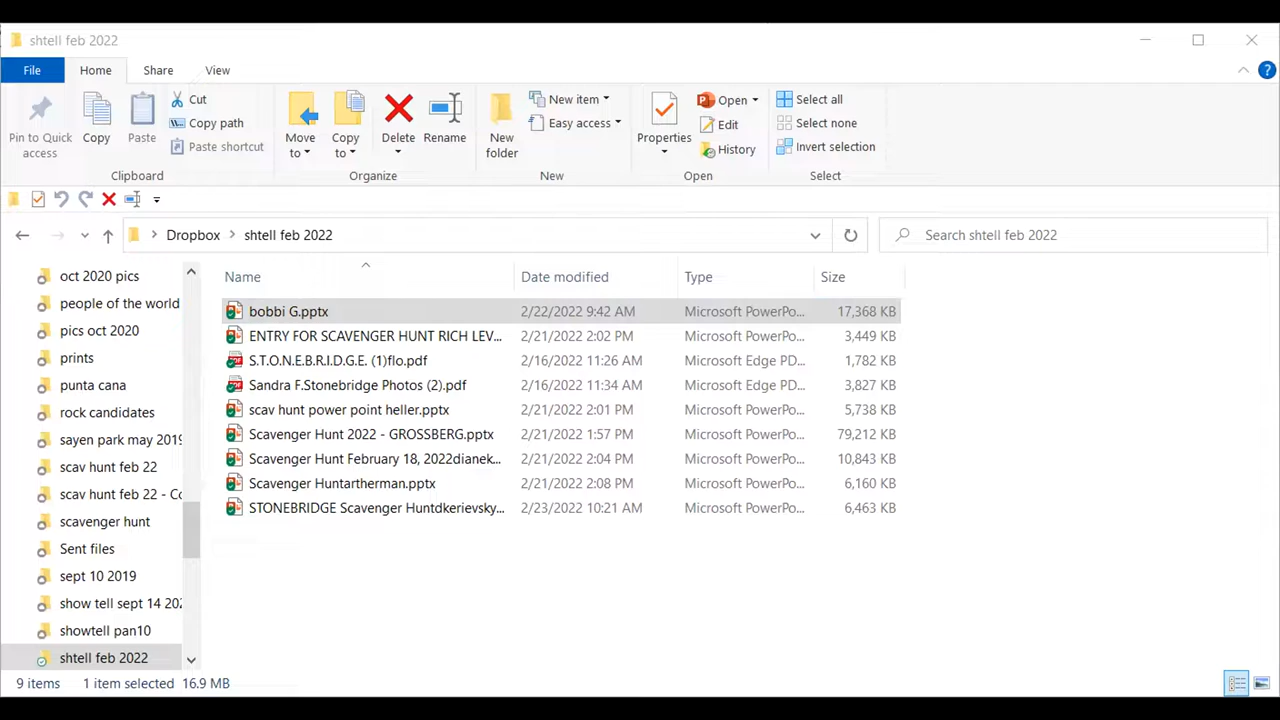 shtell feb 2022
File Home Share View
Pin to Quick access
Copy
Paste
Cut
Copy path
Paste shortcut
Clipboard
Move to
Copy to
Delete
Rename
Organize
New folder
New item
Easy access
New
Properties
Open
Edit
History
Open
Select all
Select none
Invert selection
Select
Dropbox shtell feb 2022
Search shtell feb 2022
oct 2020 pics
people of the world
pics oct 2020
prints
punta cana
rock candidates
sayen park may 2019
scav hunt feb 22
scav hunt feb 22 - Co
scavenger hunt
Sent files
sept 10 2019
show tell sept 14 202
showtell pan10
shtell feb 2022
Name Date modified Type Size
bobbi G.pptx 2/22/2022 9:42 AM Microsoft PowerPo... 17,368 KB
ENTRY FOR SCAVENGER HUNT RICH LEV... 2/21/2022 2:02 PM Microsoft PowerPo... 3,449 KB
S.T.O.N.E.B.R.I.D.G.E. (1)flo.pdf 2/16/2022 11:26 AM Microsoft Edge PD... 1,782 KB
Sandra F.Stonebridge Photos (2).pdf 2/16/2022 11:34 AM Microsoft Edge PD... 3,827 KB
scav hunt power point heller.pptx 2/21/2022 2:01 PM Microsoft PowerPo... 5,738 KB
Scavenger Hunt 2022 - GROSSBERG.pptx 2/21/2022 1:57 PM Microsoft PowerPo... 79,212 KB
Scavenger Hunt February 18, 2022dianek... 2/21/2022 2:04 PM Microsoft PowerPo... 10,843 KB
Scavenger Huntartherman.pptx 2/21/2022 2:08 PM Microsoft PowerPo... 6,160 KB
STONEBRIDGE Scavenger Huntdkerievsky... 2/23/2022 10:21 AM Microsoft PowerPo... 6,463 KB
9 items 1 item selected 16.9 MB